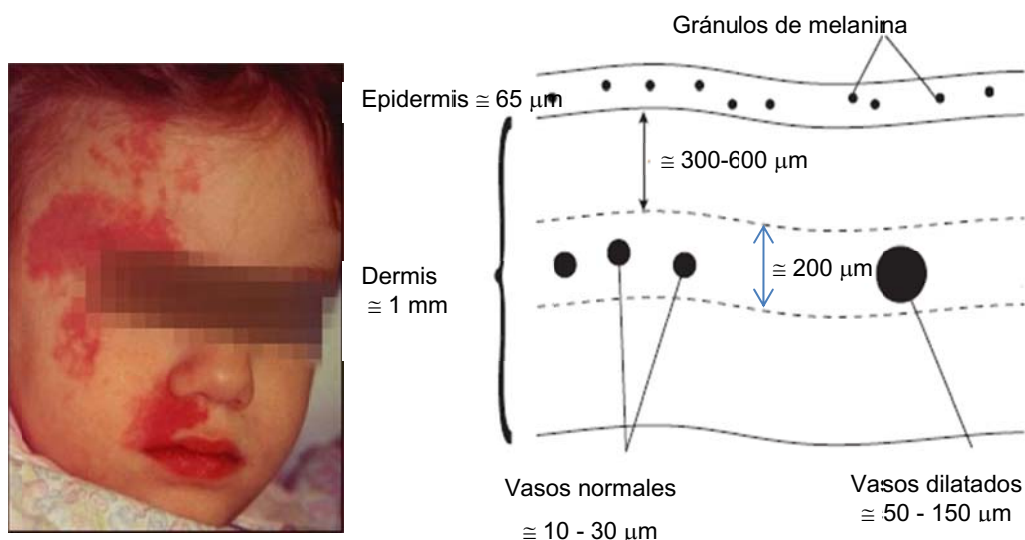 Gránulos de melanina
Epidermis ≅ 65 μm
≅ 300-600 μm
≅ 200 μm
Dermis
≅ 1 mm
Vasos normales
≅ 10 - 30 μm
Vasos dilatados
≅ 50 - 150 μm